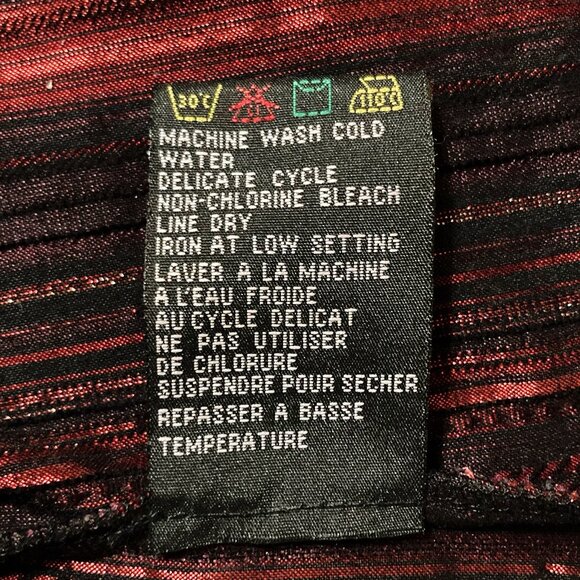 30°C 110°C
MACHINE WASH COLD
WATER
DELICATE CYCLE
NON-CHLORINE BLEACH
LINE DRY
IRON AT LOW SETTING
LAVER A LA MACHINE
A L'EAU FROIDE
AU CYCLE DELICAT
NE PAS UTILISER
DE CHLORURE
SUSPENDRE POUR SECHER
REPASSER A BASSE
TEMPERATURE